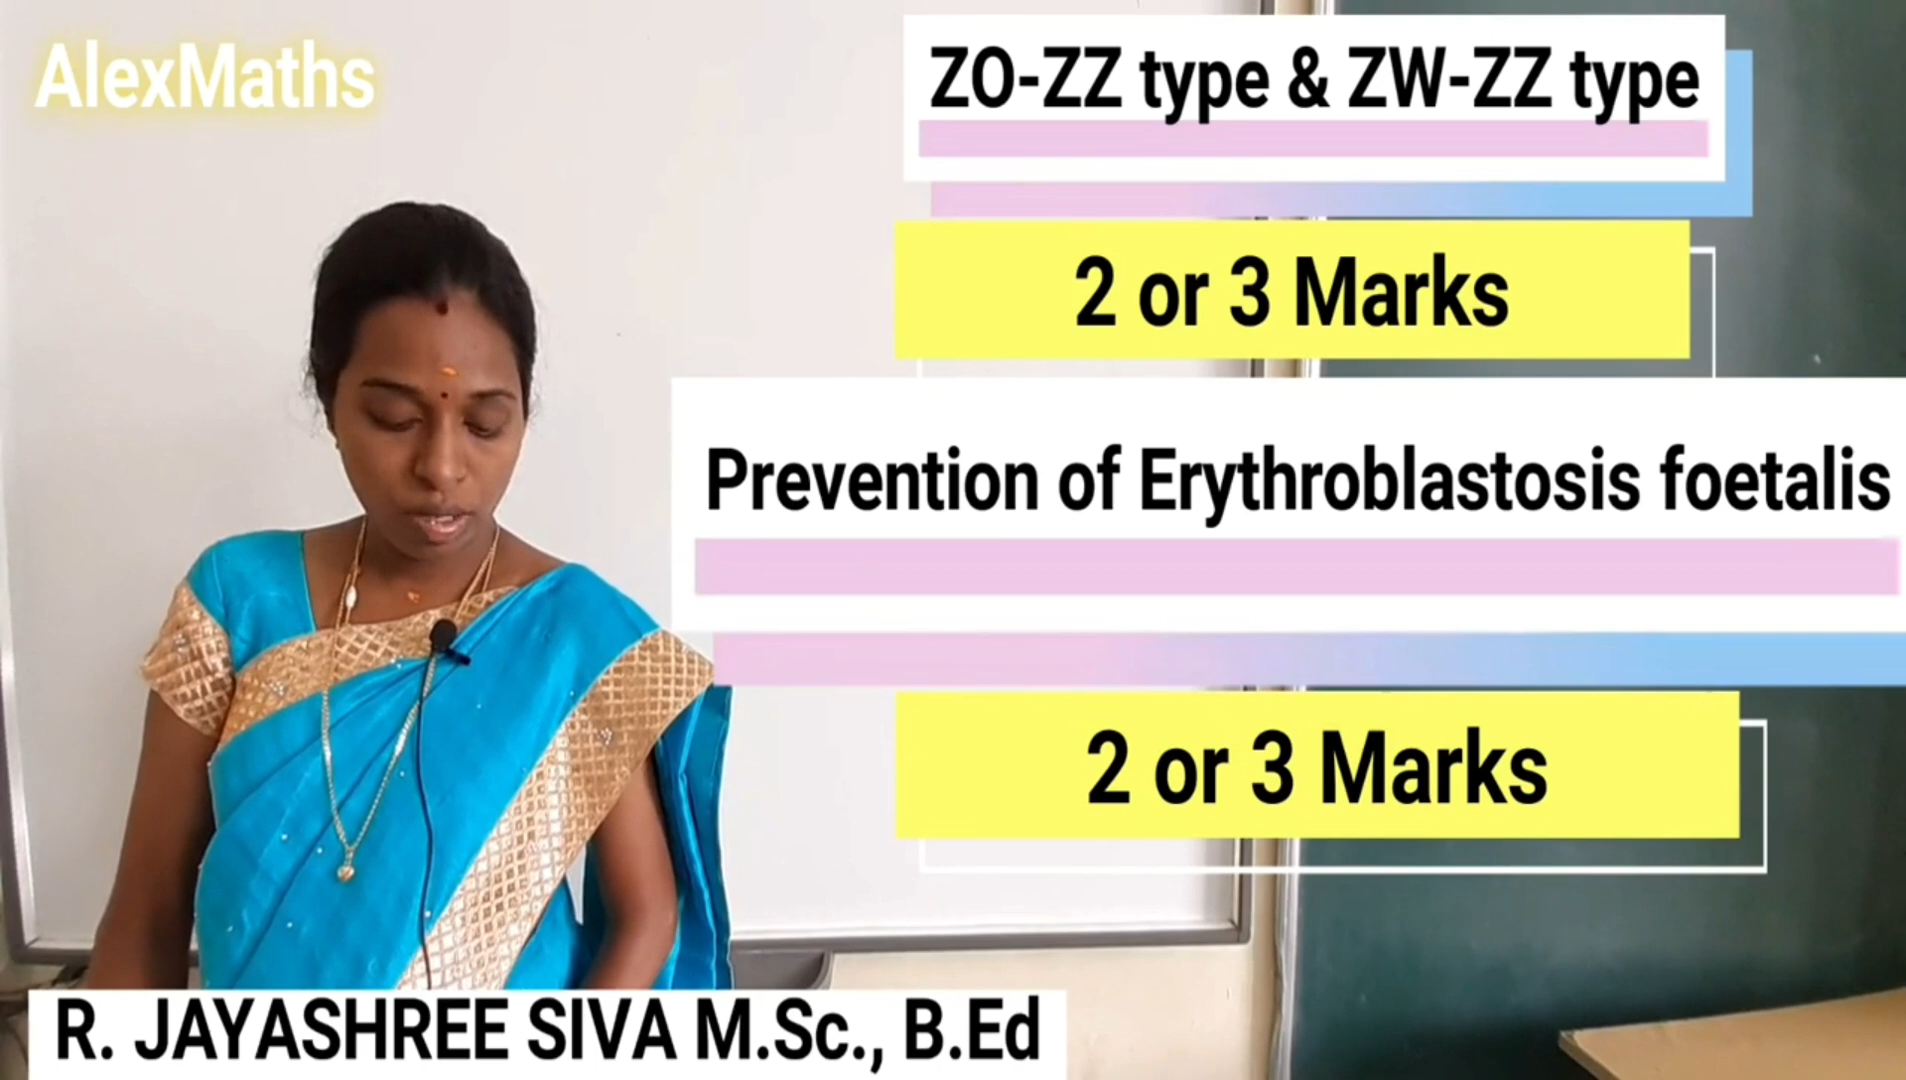 AlexMaths
ZO-ZZ type & ZW-ZZ type
2 or 3 Marks
Prevention of Erythroblastosis foetalis
2 or 3 Marks
R. JAYASHREE SIVA M.Sc., B.Ed